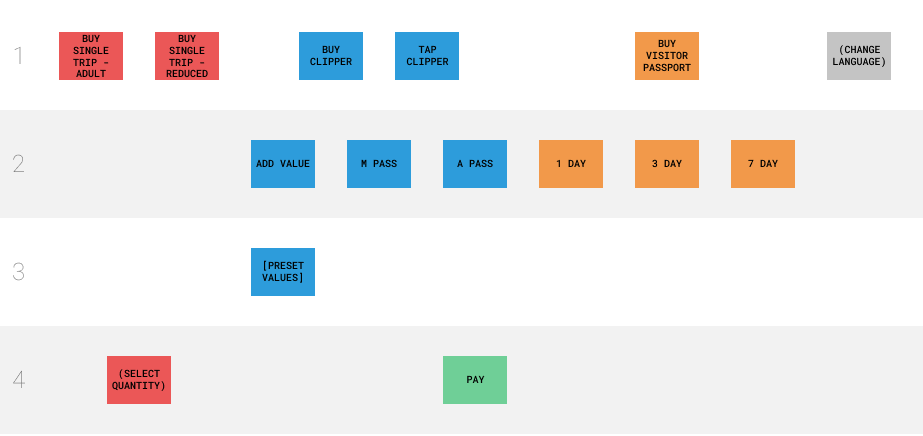 1
BUY
SINGLE
TRIP -
ADULT
BUY
SINGLE
TRIP -
REDUCED
BUY
CLIPPER
TAP
CLIPPER
BUY
VISITOR
PASSPORT
(CHANGE
LANGUAGE)
2
ADD VALUE
M PASS
A PASS
1 DAY
3 DAY
7 DAY
3
[PRESET
VALUES]
4
(SELECT
QUANTITY)
PAY